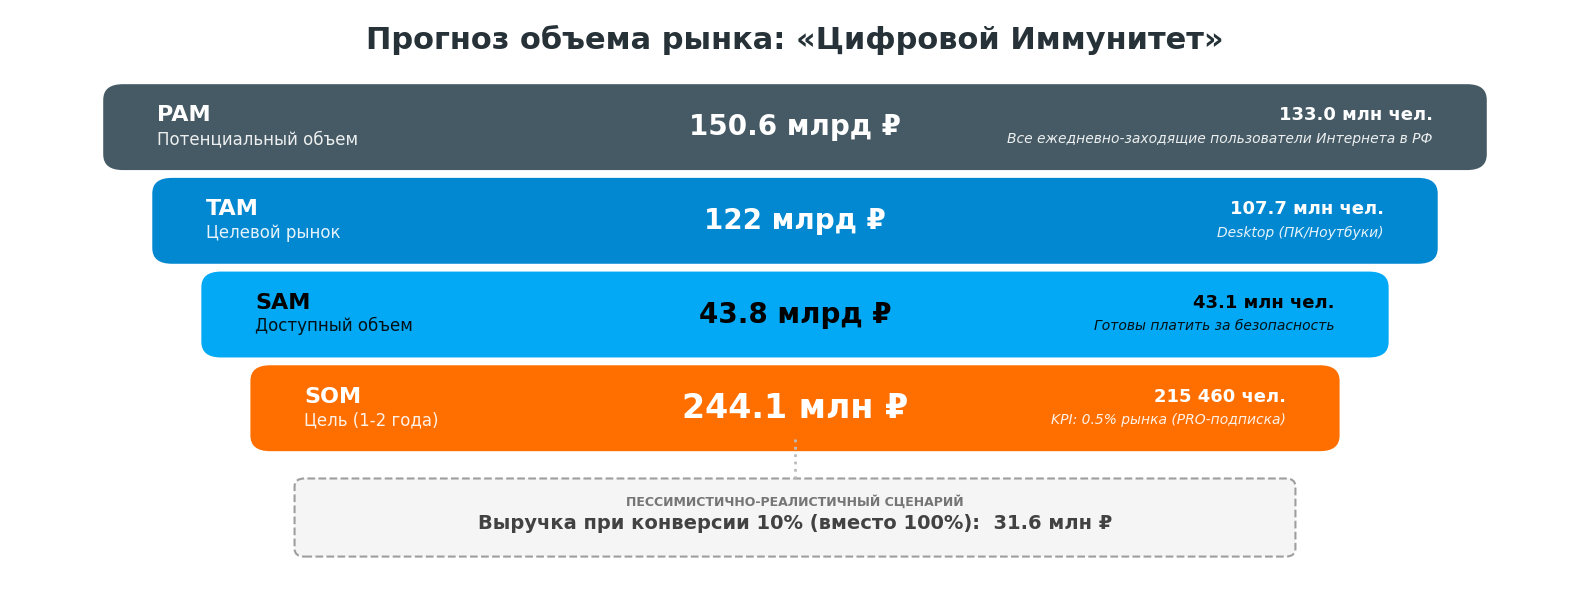 Прогноз объема рынка: «Цифровой Иммунитет»
PAM
Потенциальный объем
150.6 млрд ₽
133.0 млн чел.
Все ежедневно-заходящие пользователи Интернета в РФ
TAM
Целевой рынок
122 млрд ₽
107.7 млн чел.
Desktop (ПК/Ноутбуки)
SAM
Доступный объем
43.8 млрд ₽
43.1 млн чел.
Готовы платить за безопасность
SOM
Цель (1-2 года)
244.1 млн ₽
215 460 чел.
KPI: 0.5% рынка (PRO-подписка)
ПЕССИМИСТИЧНО-РЕАЛИСТИЧНЫЙ СЦЕНАРИЙ
Выручка при конверсии 10% (вместо 100%): 31.6 млн ₽